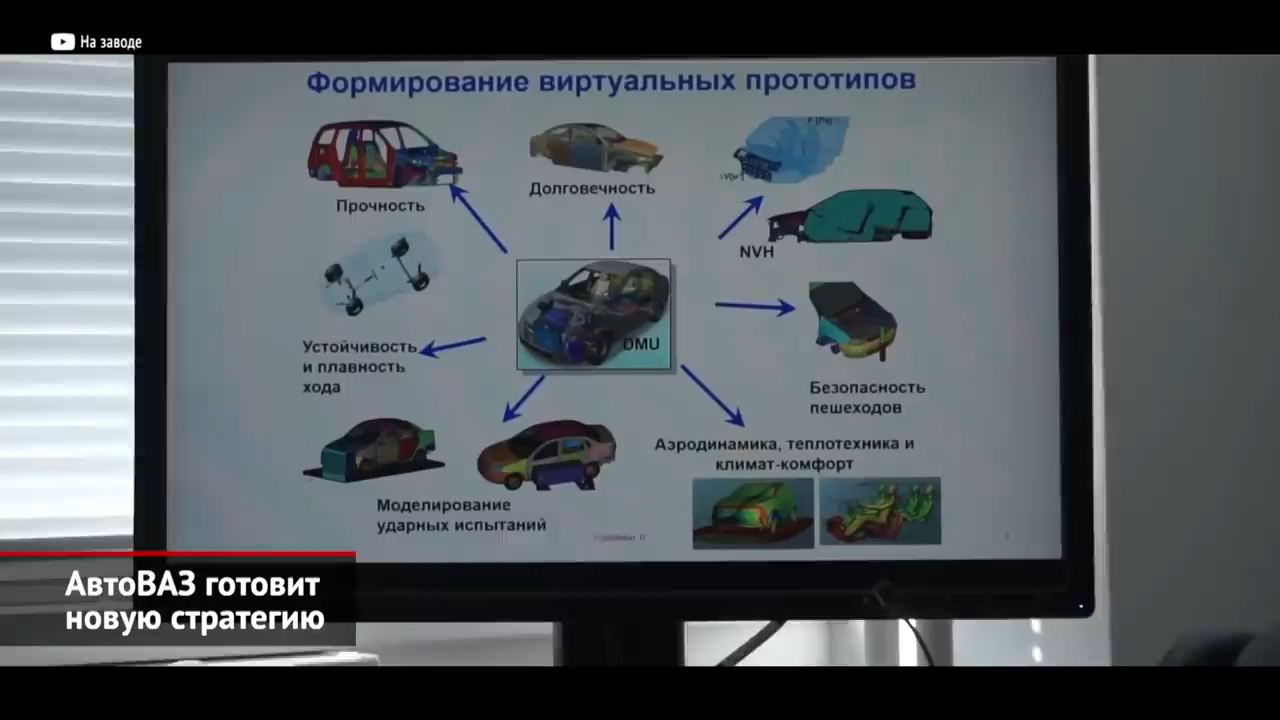 На заводе
Формирование виртуальных прототипов
Прочность
Долговечность
NVH
DMU
Устойчивость
и плавность
хода
Безопасность
пешеходов
Аэродинамика, теплотехника и
климат-комфорт
Моделирование
ударных испытаний
АвтоВАЗ готовит
новую стратегию